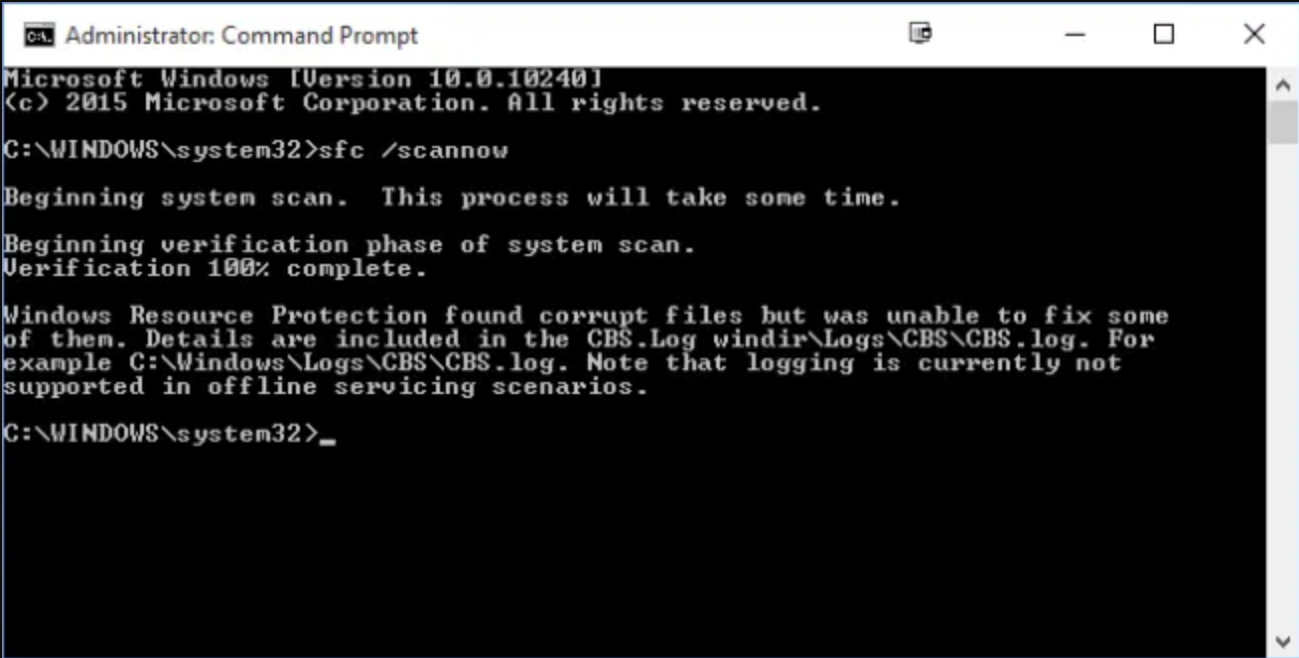 Administrator: Command Prompt
Microsoft Windows [Version 10.0.10240]
(c) 2015 Microsoft Corporation. All rights reserved.
C:\WINDOWS\system32>sfc /scannow
Beginning system scan.  This process will take some time.
Beginning verification phase of system scan.
Verification 100% complete.
Windows Resource Protection found corrupt files but was unable to fix some
of them. Details are included in the CBS.Log windir\Logs\CBS\CBS.log. For
example C:\Windows\Logs\CBS\CBS.log. Note that logging is currently not
supported in offline servicing scenarios.
C:\WINDOWS\system32>_